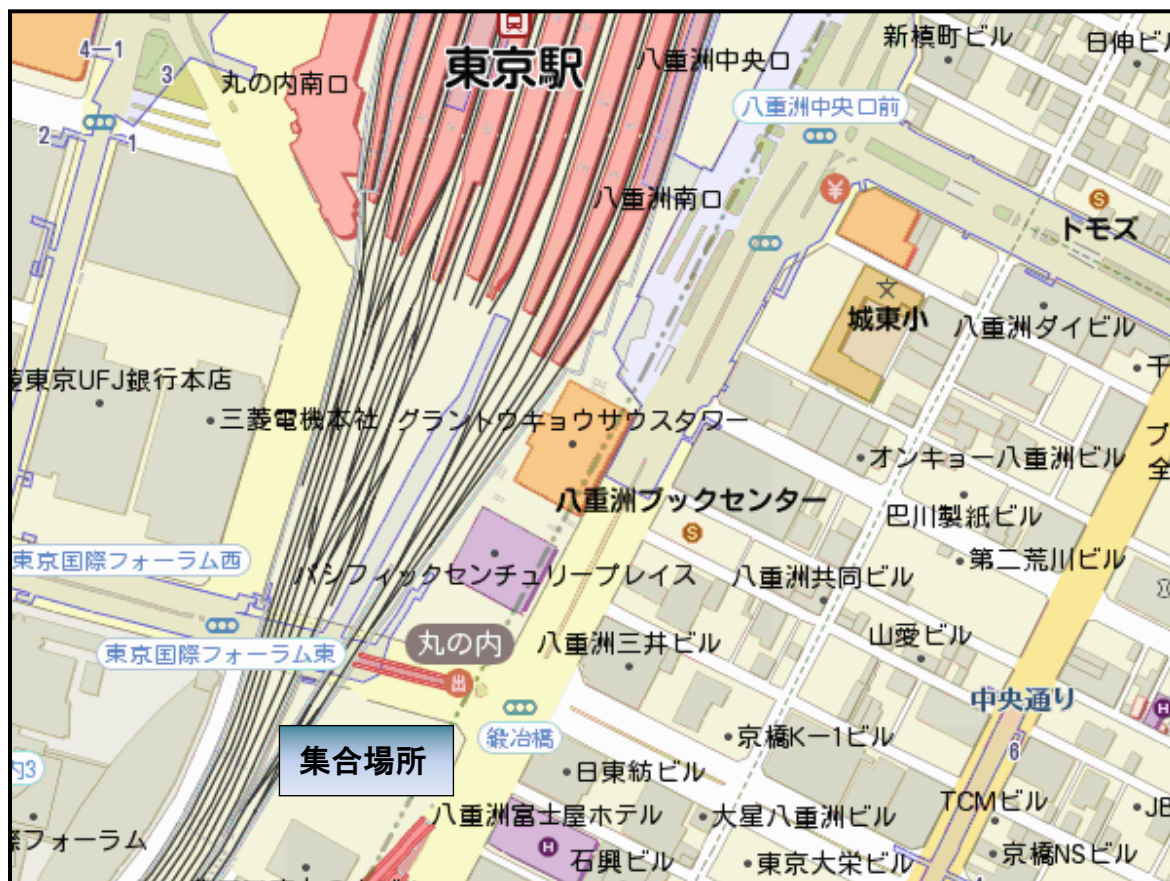 新槙町ビル
日伸ビル
4-1
3
東京駅
八重洲中央口
丸の内南口
八重洲中央口前
2
1
¥
八重洲南口
S
トモズ
文
城東小
八重洲ダイビル
千
菱東京UFJ銀行本店
三菱電機本社
グラントウキョウサウスタワー
プ
全
オンキョー八重洲ビル
八重洲ブックセンター
巴川製紙ビル
S
東京国際フォーラム西
第二荒川ビル
パシフィックセンチュリープレイス
八重洲共同ビル
東京国際フォーラム東
丸の内
八重洲三井ビル
山愛ビル
出
中央通り
H
鍛冶橋
京橋K-1ビル
6
集合場所
内3
日東紡ビル
八重洲富士屋ホテル
大星八重洲ビル
TCMビル
JB
際フォーラム
H
石興ビル
東京大栄ビル
京橋NSビル